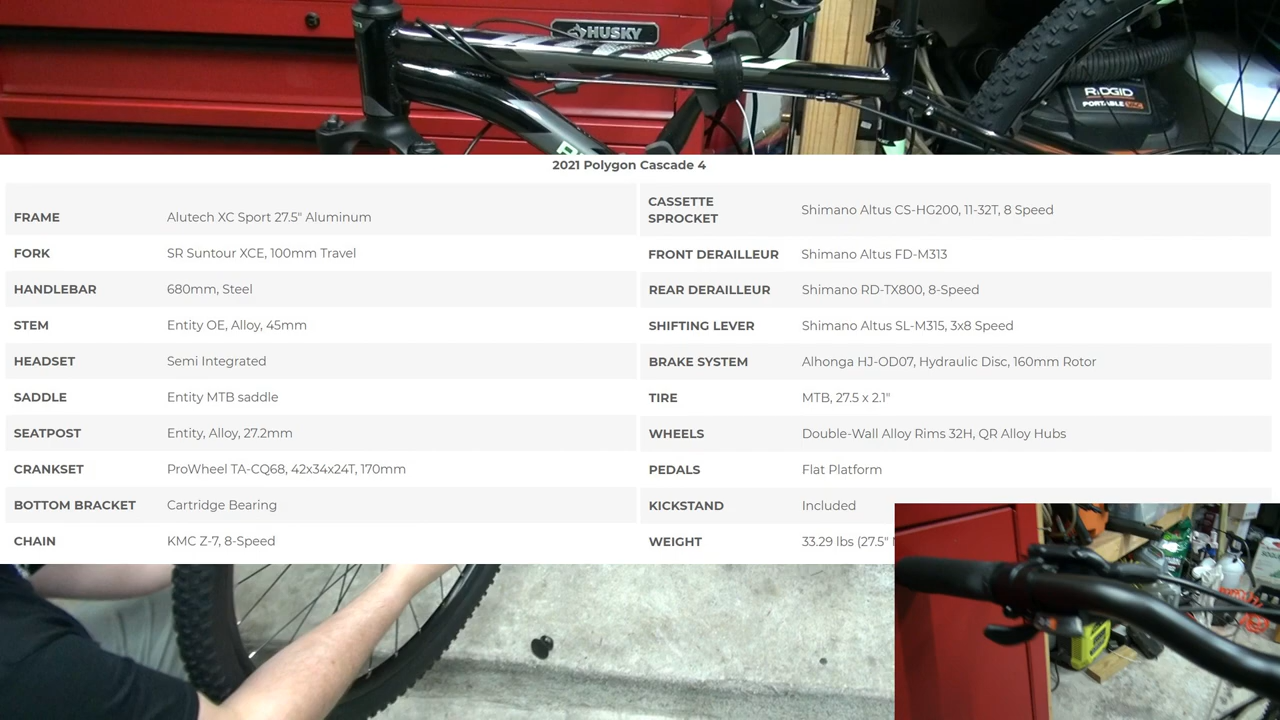 HUSKY
RIDGID
PORTABLE
2021 Polygon Cascade 4
FRAME Alutech XC Sport 27.5" Aluminum
FORK SR Suntour XCE, 100mm Travel
HANDLEBAR 680mm, Steel
STEM Entity OE, Alloy, 45mm
HEADSET Semi Integrated
SADDLE Entity MTB saddle
SEATPOST Entity, Alloy, 27.2mm
CRANKSET ProWheel TA-CQ68, 42x34x24T, 170mm
BOTTOM BRACKET Cartridge Bearing
CHAIN KMC Z-7, 8-Speed
CASSETTE
SPROCKET Shimano Altus CS-HG200, 11-32T, 8 Speed
FRONT DERAILLEUR Shimano Altus FD-M313
REAR DERAILLEUR Shimano RD-TX800, 8-Speed
SHIFTING LEVER Shimano Altus SL-M315, 3x8 Speed
BRAKE SYSTEM Alhonga HJ-OD07, Hydraulic Disc, 160mm Rotor
TIRE MTB, 27.5 x 2.1"
WHEELS Double-Wall Alloy Rims 32H, QR Alloy Hubs
PEDALS Flat Platform
KICKSTAND Included
WEIGHT 33.29 lbs (27.5"